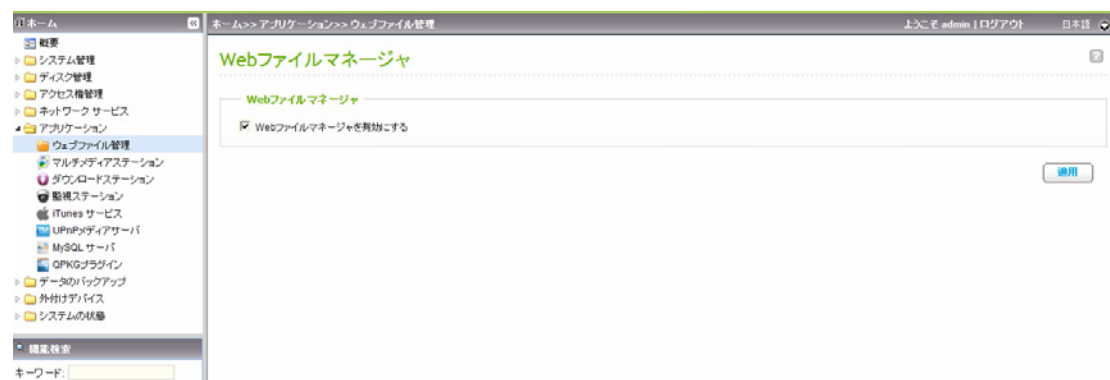 ホーム
ホーム>> アプリケーション>> ウェブファイル管理
ようこそ admin | ログアウト
日本語
概要
システム管理
ディスク管理
アクセス権管理
ネットワーク サービス
アプリケーション
ウェブファイル管理
マルチメディアステーション
ダウンロードステーション
監視ステーション
iTunes サービス
UPnPメディアサーバ
MySQL サーバ
QPKGプラグイン
データのバックアップ
外付けデバイス
システムの状態
機能検索
キーワード:
Webファイルマネージャ
Webファイルマネージャ
Webファイルマネージャを有効にする
適用